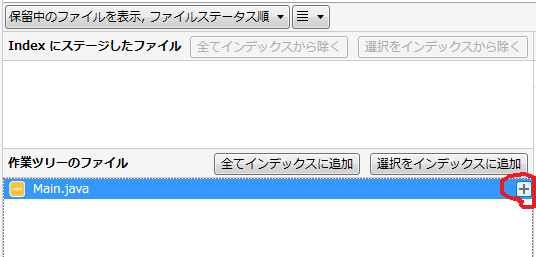 保留中のファイルを表示, ファイルステータス順
Index にステージしたファイル 全てインデックスから除く 選択をインデックスから除く
作業ツリーのファイル 全てインデックスに追加 選択をインデックスに追加
Main.java